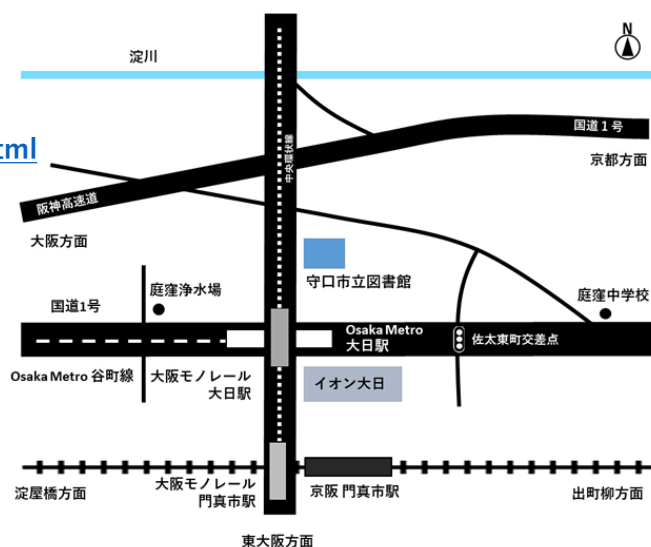 N
淀川
tml
国道1号
中央環状線
京都方面
阪神高速道
大阪方面
守口市立図書館
庭窪浄水場
庭窪中学校
国道1号
Osaka Metro
大日駅
佐太東町交差点
Osaka Metro 谷町線
大阪モノレール
大日駅
イオン大日
淀屋橋方面
大阪モノレール
門真市駅
京阪 門真市駅
出町柳方面
東大阪方面